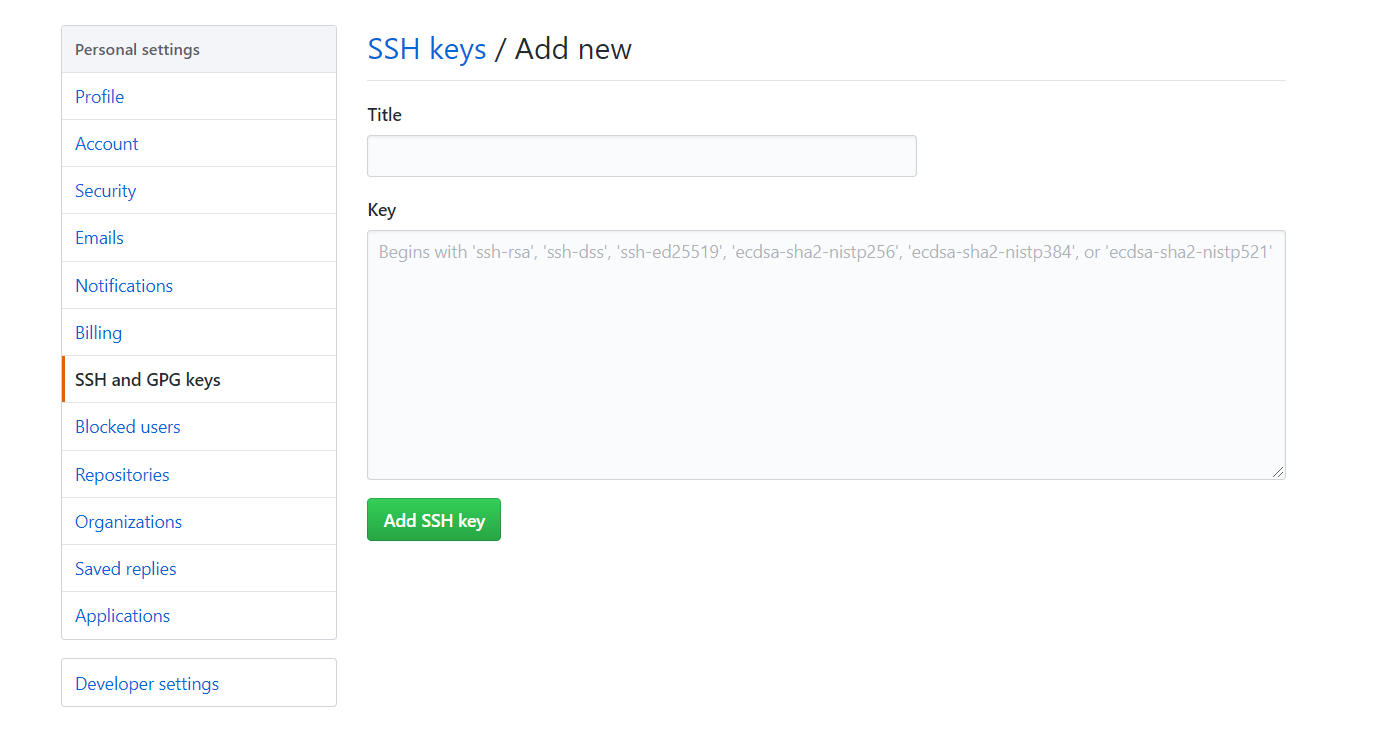 Personal settings
Profile
Account
Security
Emails
Notifications
Billing
SSH and GPG keys
Blocked users
Repositories
Organizations
Saved replies
Applications
Developer settings
SSH keys / Add new
Title
Key
Begins with 'ssh-rsa', 'ssh-dss', 'ssh-ed25519', 'ecdsa-sha2-nistp256', 'ecdsa-sha2-nistp384', or 'ecdsa-sha2-nistp521'
Add SSH key